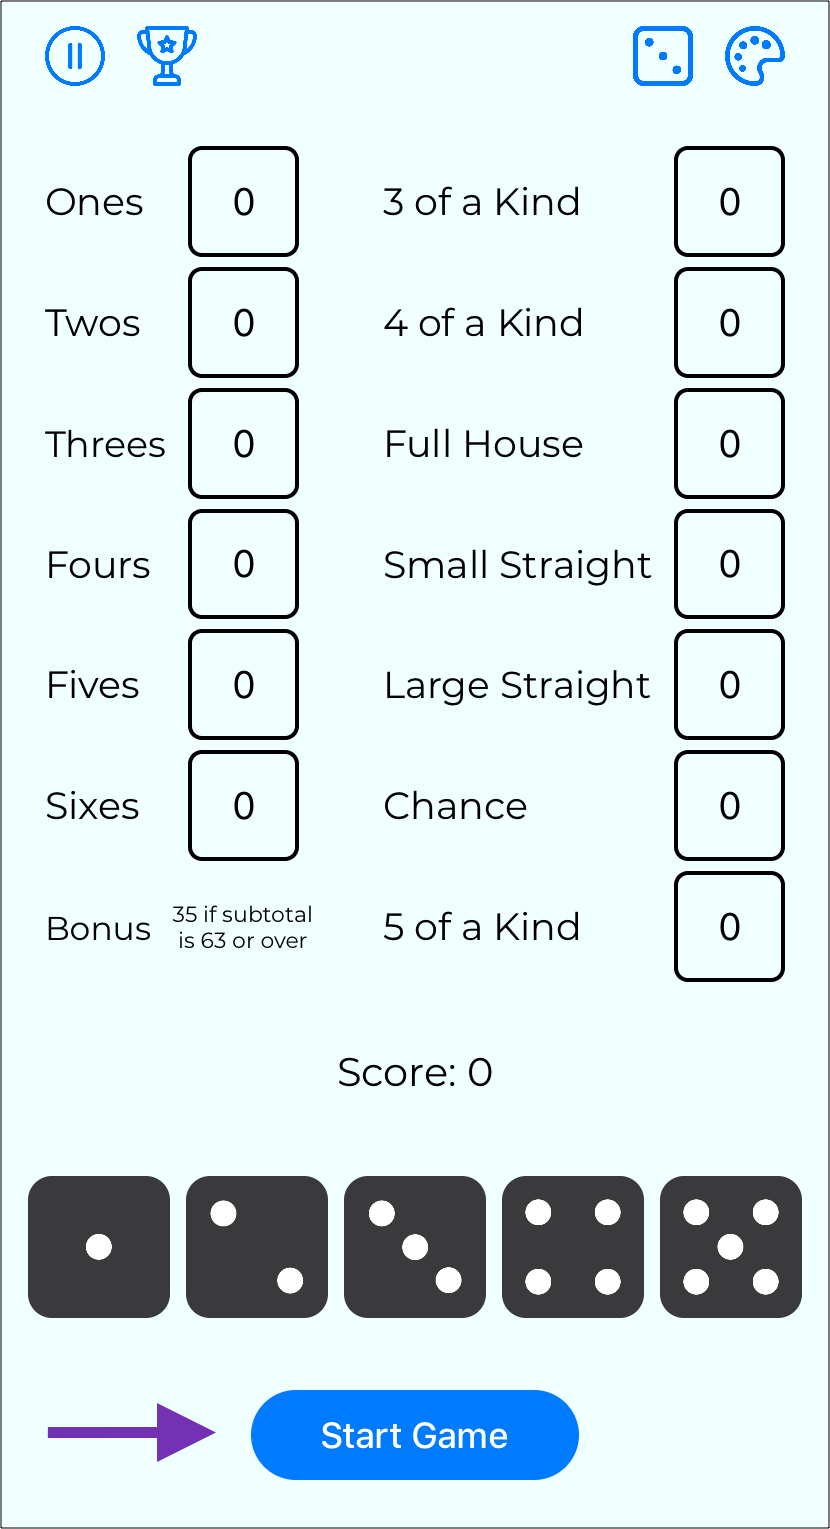 Ones 0 3 of a Kind 0
Twos 0 4 of a Kind 0
Threes 0 Full House 0
Fours 0 Small Straight 0
Fives 0 Large Straight 0
Sixes 0 Chance 0
Bonus 35 if subtotal
is 63 or over 5 of a Kind 0
Score: 0
Start Game